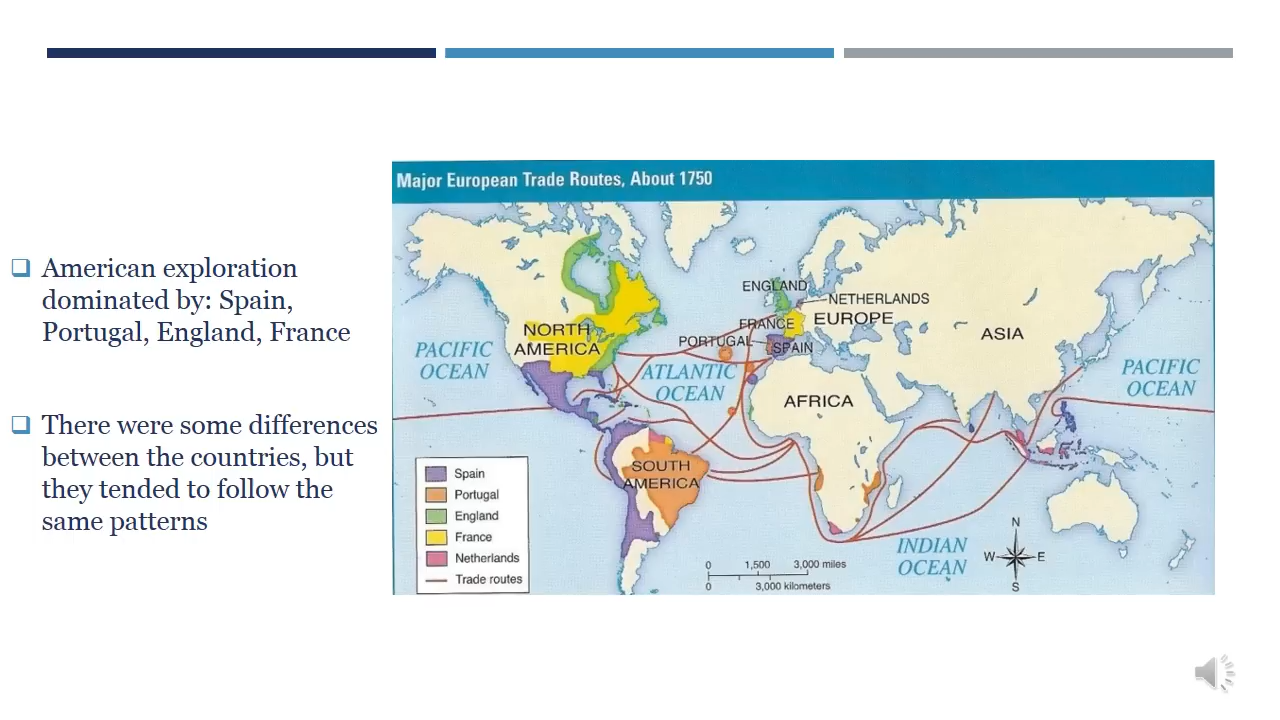 American exploration
dominated by: Spain,
Portugal, England, France
There were some differences
between the countries, but
they tended to follow the
same patterns
Major European Trade Routes, About 1750
ENGLAND
NETHERLANDS
FRANCE
EUROPE
NORTH
AMERICA
PORTUGAL
SPAIN
ASIA
PACIFIC
OCEAN
ATLANTIC
OCEAN
PACIFIC
OCEAN
AFRICA
SOUTH
AMERICA
INDIAN
OCEAN
Spain
Portugal
England
France
Netherlands
Trade routes
0 1,500 3,000 miles
0 3,000 kilometers
N
W E
S